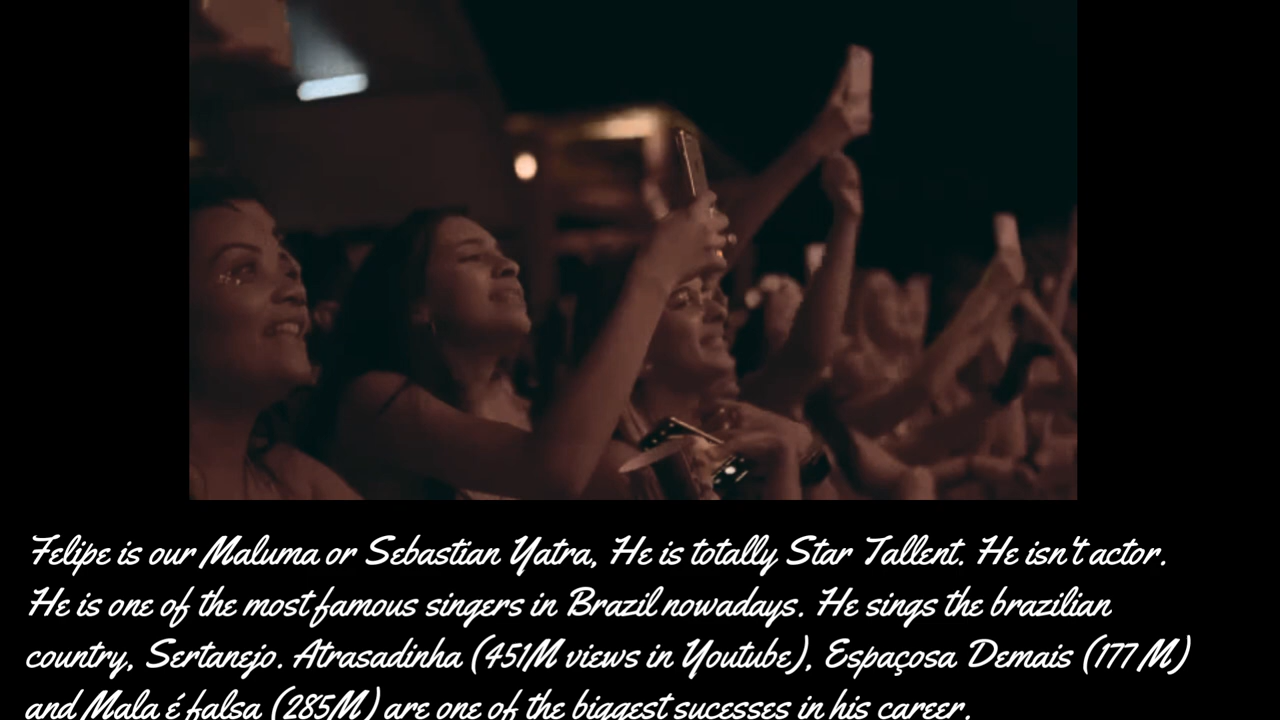 Felipe is our Maluma or Sebastian Yatra, He is totally Star Tallent. He isn't actor.
He is one of the most famous singers in Brazil nowadays. He sings the brazilian
country, Sertanejo. Atrasadinha (451M views in Youtube), Espaçosa Demais (177 M)
and Mala é falsa (285M) are one of the biggest sucesses in his career.